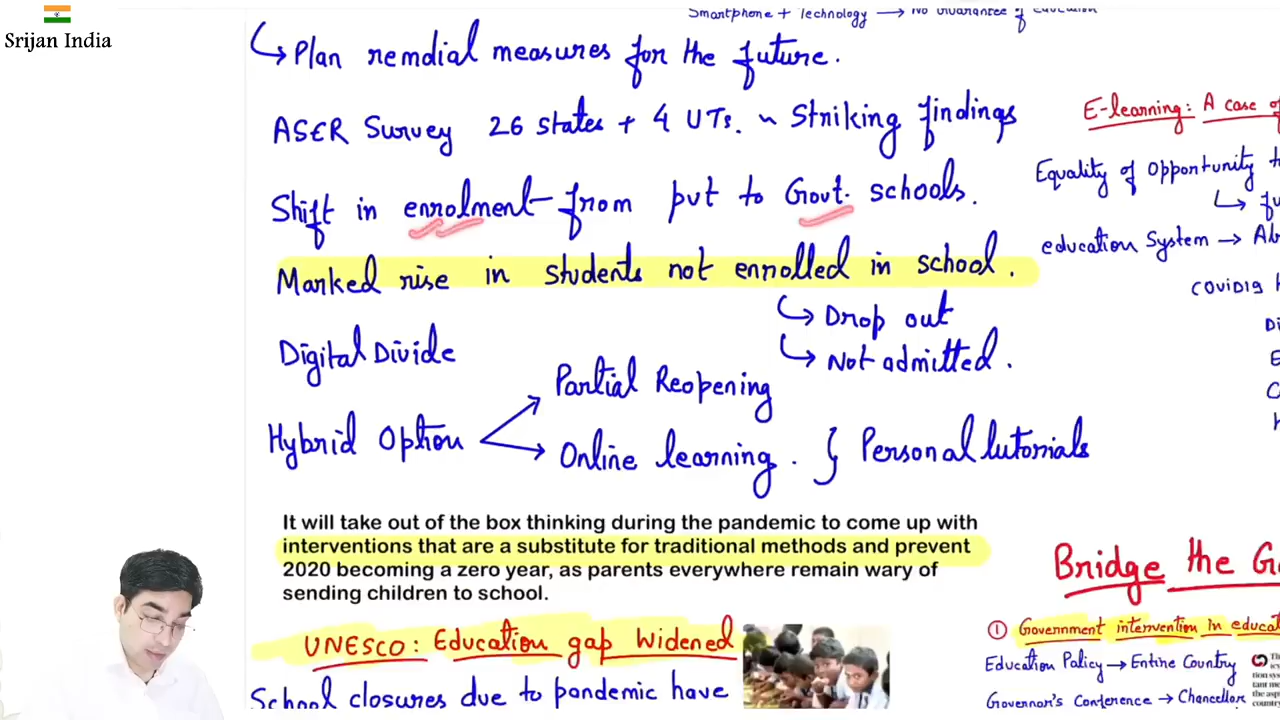 Srijan India
Smartphone + Technology → No Guarantee of education
↳ Plan remdial measures for the future.
ASER Survey 26 states + 4 UTs. ~ Striking findings
Shift in enrolment from pvt to Govt. schools.
Marked rise in students not enrolled in school.
↳ Drop out
↳ Not admitted.
Digital Divide
Hybrid Option
Partial Reopening
Online learning. } Personal tutorials
It will take out of the box thinking during the pandemic to come up with
interventions that are a substitute for traditional methods and prevent
2020 becoming a zero year, as parents everywhere remain wary of
sending children to school.
UNESCO: Education gap Widened
School closures due to pandemic have
E-learning: A case of
Equality of Opportunity
education System →
COVID19
Bridge the
① Government intervention in
Education Policy → Entire Country
Governor's Conference → Chancellor